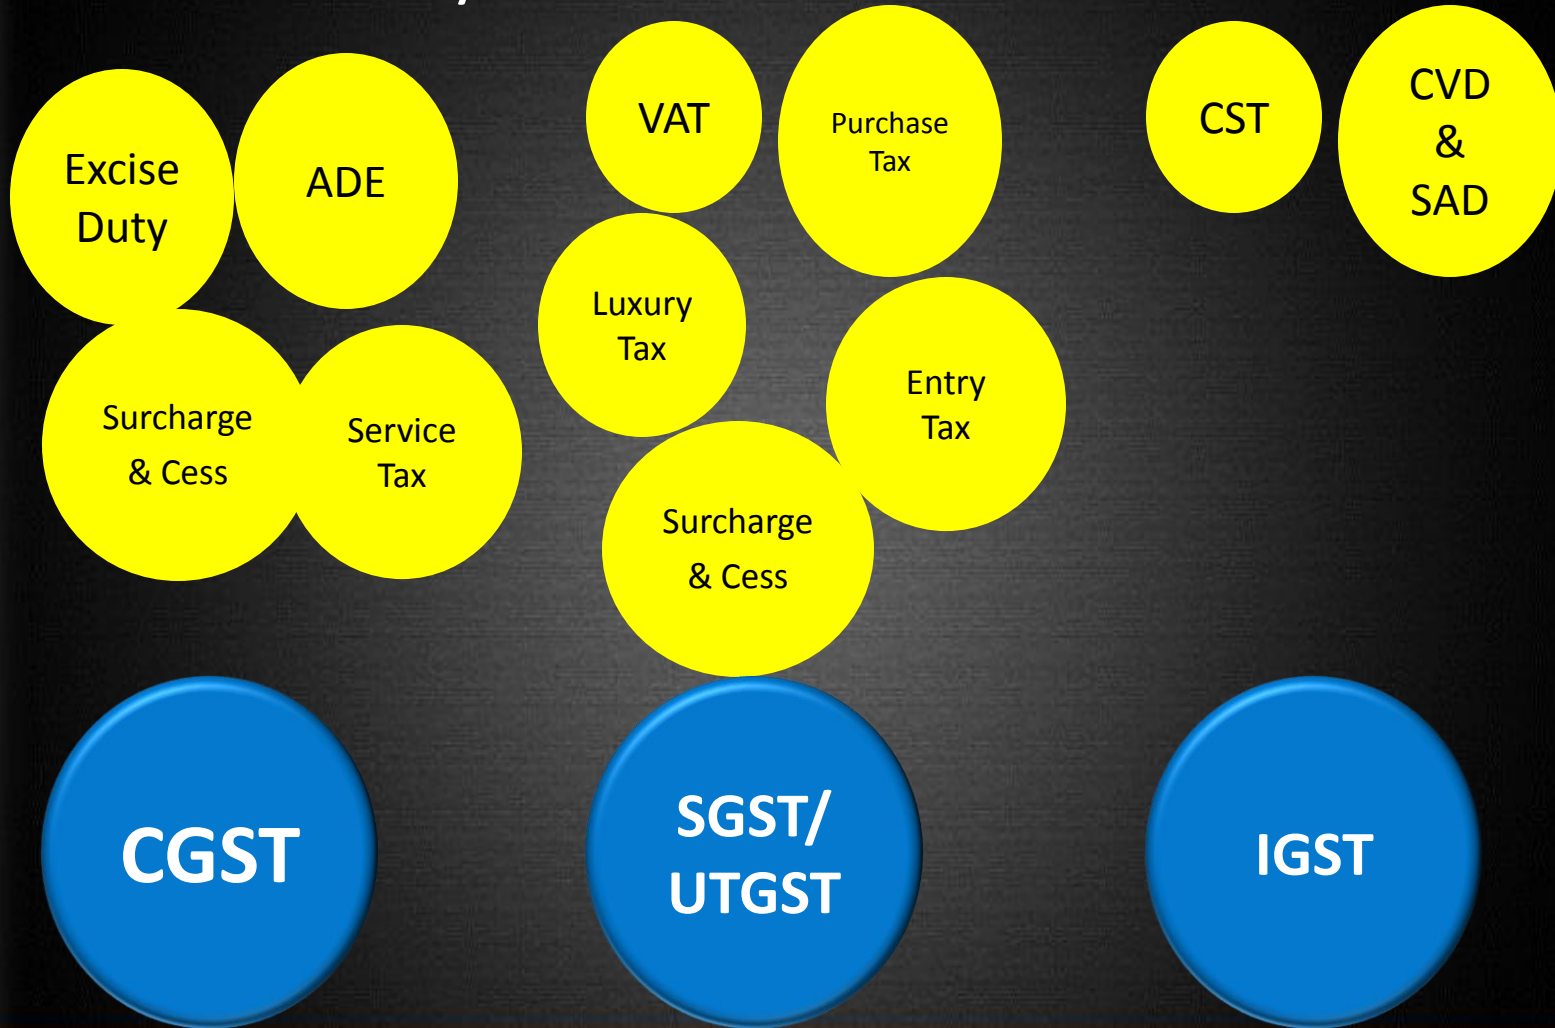 Excise
Duty
ADE
Surcharge
& Cess
Service
Tax
VAT
Purchase
Tax
Luxury
Tax
Entry
Tax
Surcharge
& Cess
CST
CVD
&
SAD
CGST
SGST/
UTGST
IGST